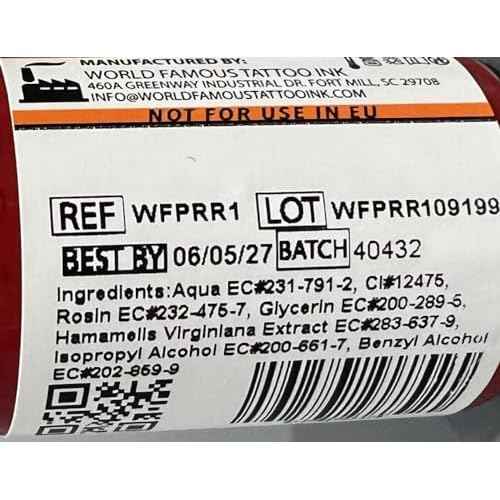 MANUFACTURED BY:
WORLD FAMOUS TATTOO INK
460A GREENWAY INDUSTRIAL DR. FORT MILL, SC 29708
INFO@WORLDFAMOUSTATTOOINK.COM
NOT FOR USE IN EU
REF WFPRR1 LOT WFPRR109199
BEST BY 06/05/27 BATCH 40432
Ingredients:Aqua EC#231-791-2, CI#12475,
Rosin EC#232-475-7, Glycerin EC#200-289-5,
Hamamelis Virginiana Extract EC#283-637-9,
Isopropyl Alcohol EC#200-661-7, Benzyl Alcohol
EC#202-859-9